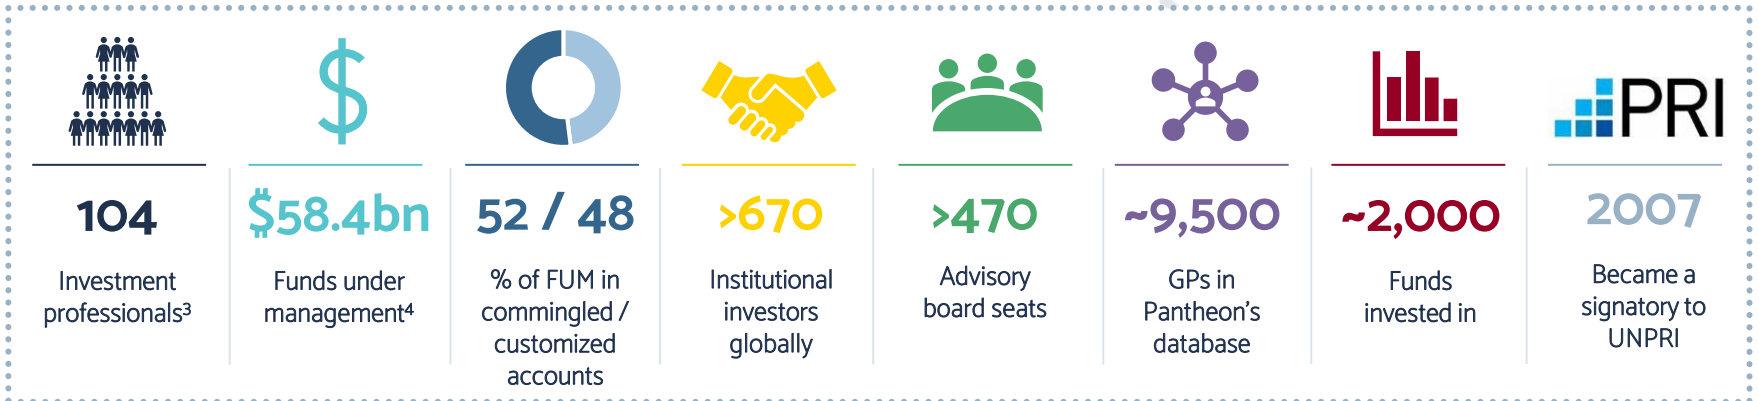 PRI
104
Investment
professionals³
$58.4bn
Funds under
management⁴
52 / 48
% of FUM in
commingled /
customized
accounts
>670
Institutional
investors
globally
>470
Advisory
board seats
~9,500
GPs in
Pantheon's
database
~2,000
Funds
invested in
2007
Became a
signatory to
UNPRI